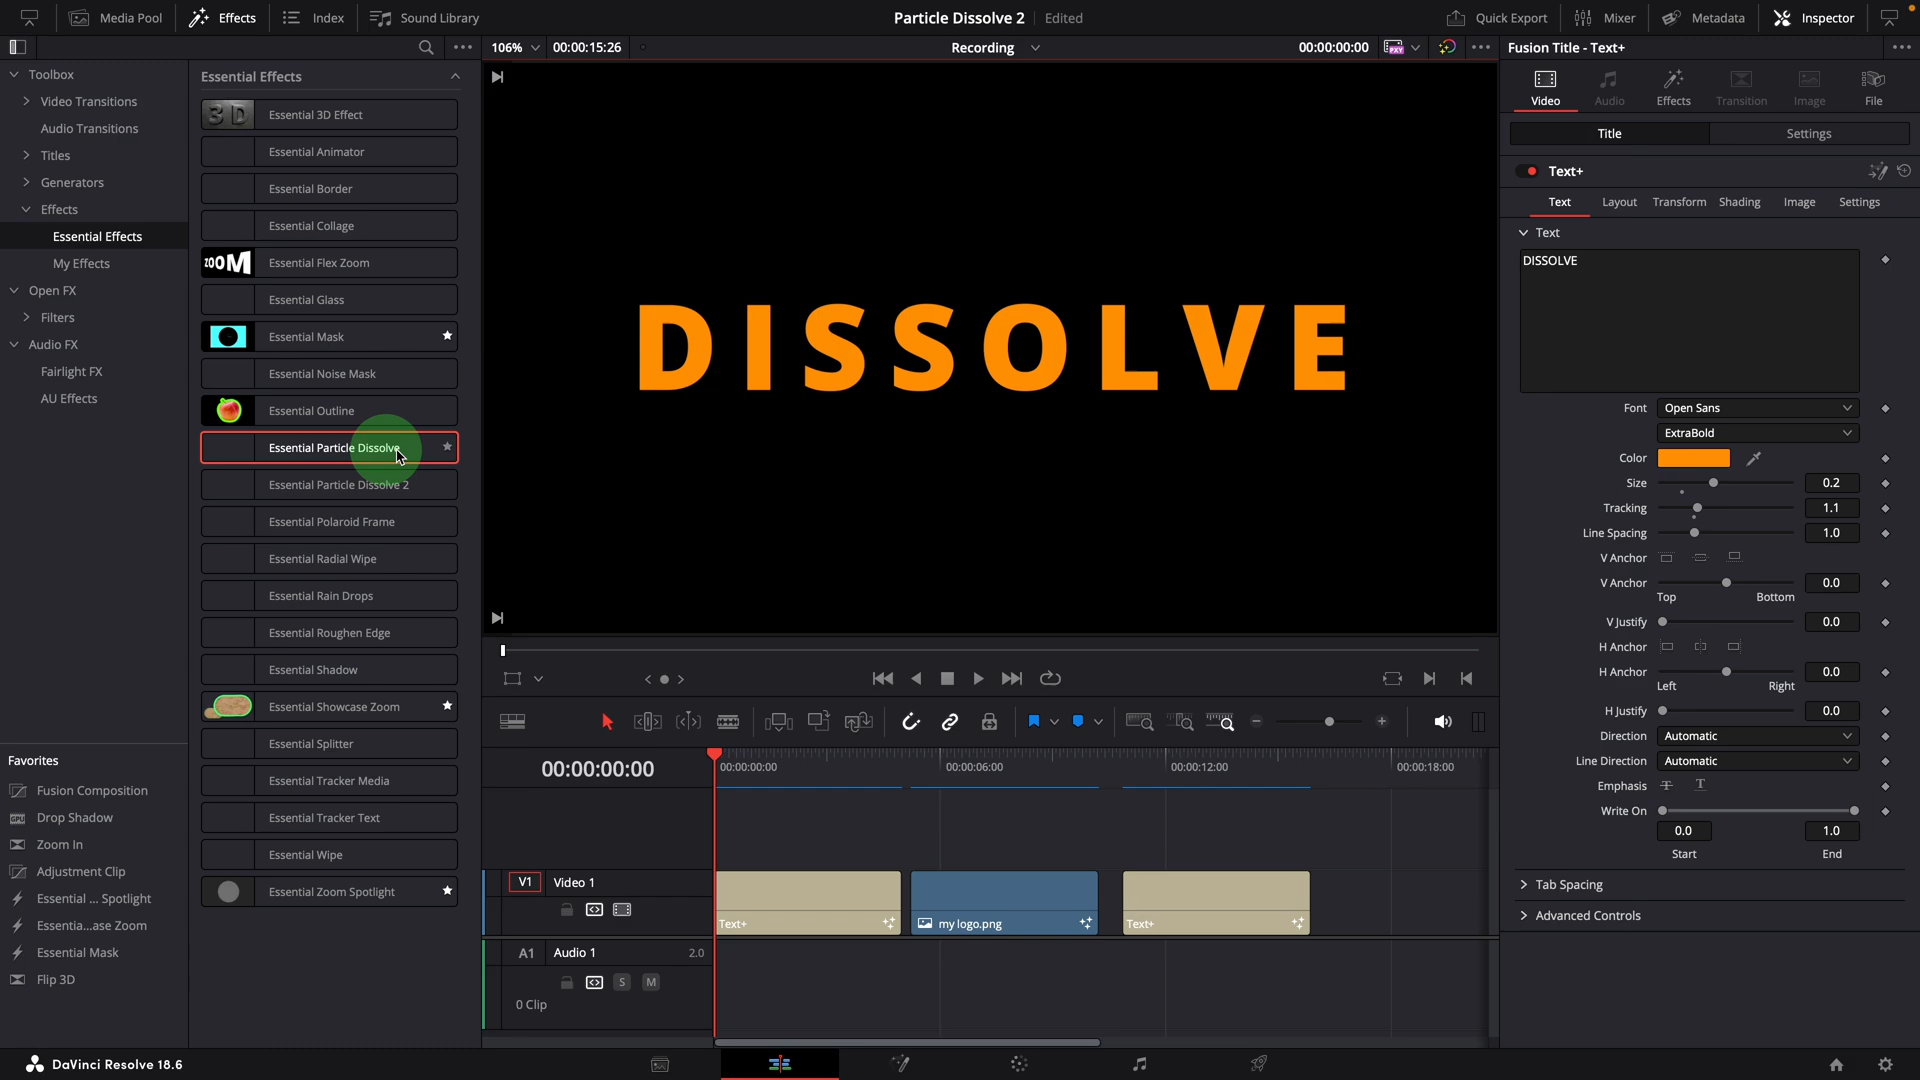 Media Pool
Effects
Index
Sound Library
Particle Dissolve 2
Edited
Quick Export
Mixer
Metadata
Inspector
106%
00:00:15:26
Recording
00:00:00:00
PXY
Fusion Title - Text+
Toolbox
Video Transitions
Audio Transitions
Titles
Generators
Effects
Essential Effects
My Effects
Open FX
Filters
Audio FX
Fairlight FX
AU Effects
Favorites
Fusion Composition
Drop Shadow
Zoom In
Adjustment Clip
Essential ... Spotlight
Essentia...ase Zoom
Essential Mask
Flip 3D
Essential Effects
3D
Essential 3D Effect
Essential Animator
Essential Border
Essential Collage
ZOOM
Essential Flex Zoom
Essential Glass
Essential Mask
Essential Noise Mask
Essential Outline
Essential Particle Dissolve
Essential Particle Dissolve 2
Essential Polaroid Frame
Essential Radial Wipe
Essential Rain Drops
Essential Roughen Edge
Essential Shadow
Essential Showcase Zoom
Essential Splitter
Essential Tracker Media
Essential Tracker Text
Essential Wipe
Essential Zoom Spotlight
DISSOLVE
00:00:00:00
00:00:00:00
00:00:06:00
00:00:12:00
00:00:18:00
V1
Video 1
Text+
my logo.png
Text+
A1
Audio 1
2.0
S
M
0 Clip
Video
Audio
Effects
Transition
Image
File
Title
Settings
Text+
Text
Layout
Transform
Shading
Image
Settings
Text
DISSOLVE
Font
Open Sans
ExtraBold
Color
Size
0.2
Tracking
1.1
Line Spacing
1.0
V Anchor
V Anchor
0.0
Top
Bottom
V Justify
0.0
H Anchor
H Anchor
0.0
Left
Right
H Justify
0.0
Direction
Automatic
Line Direction
Automatic
Emphasis
Write On
0.0
1.0
Start
End
Tab Spacing
Advanced Controls
DaVinci Resolve 18.6